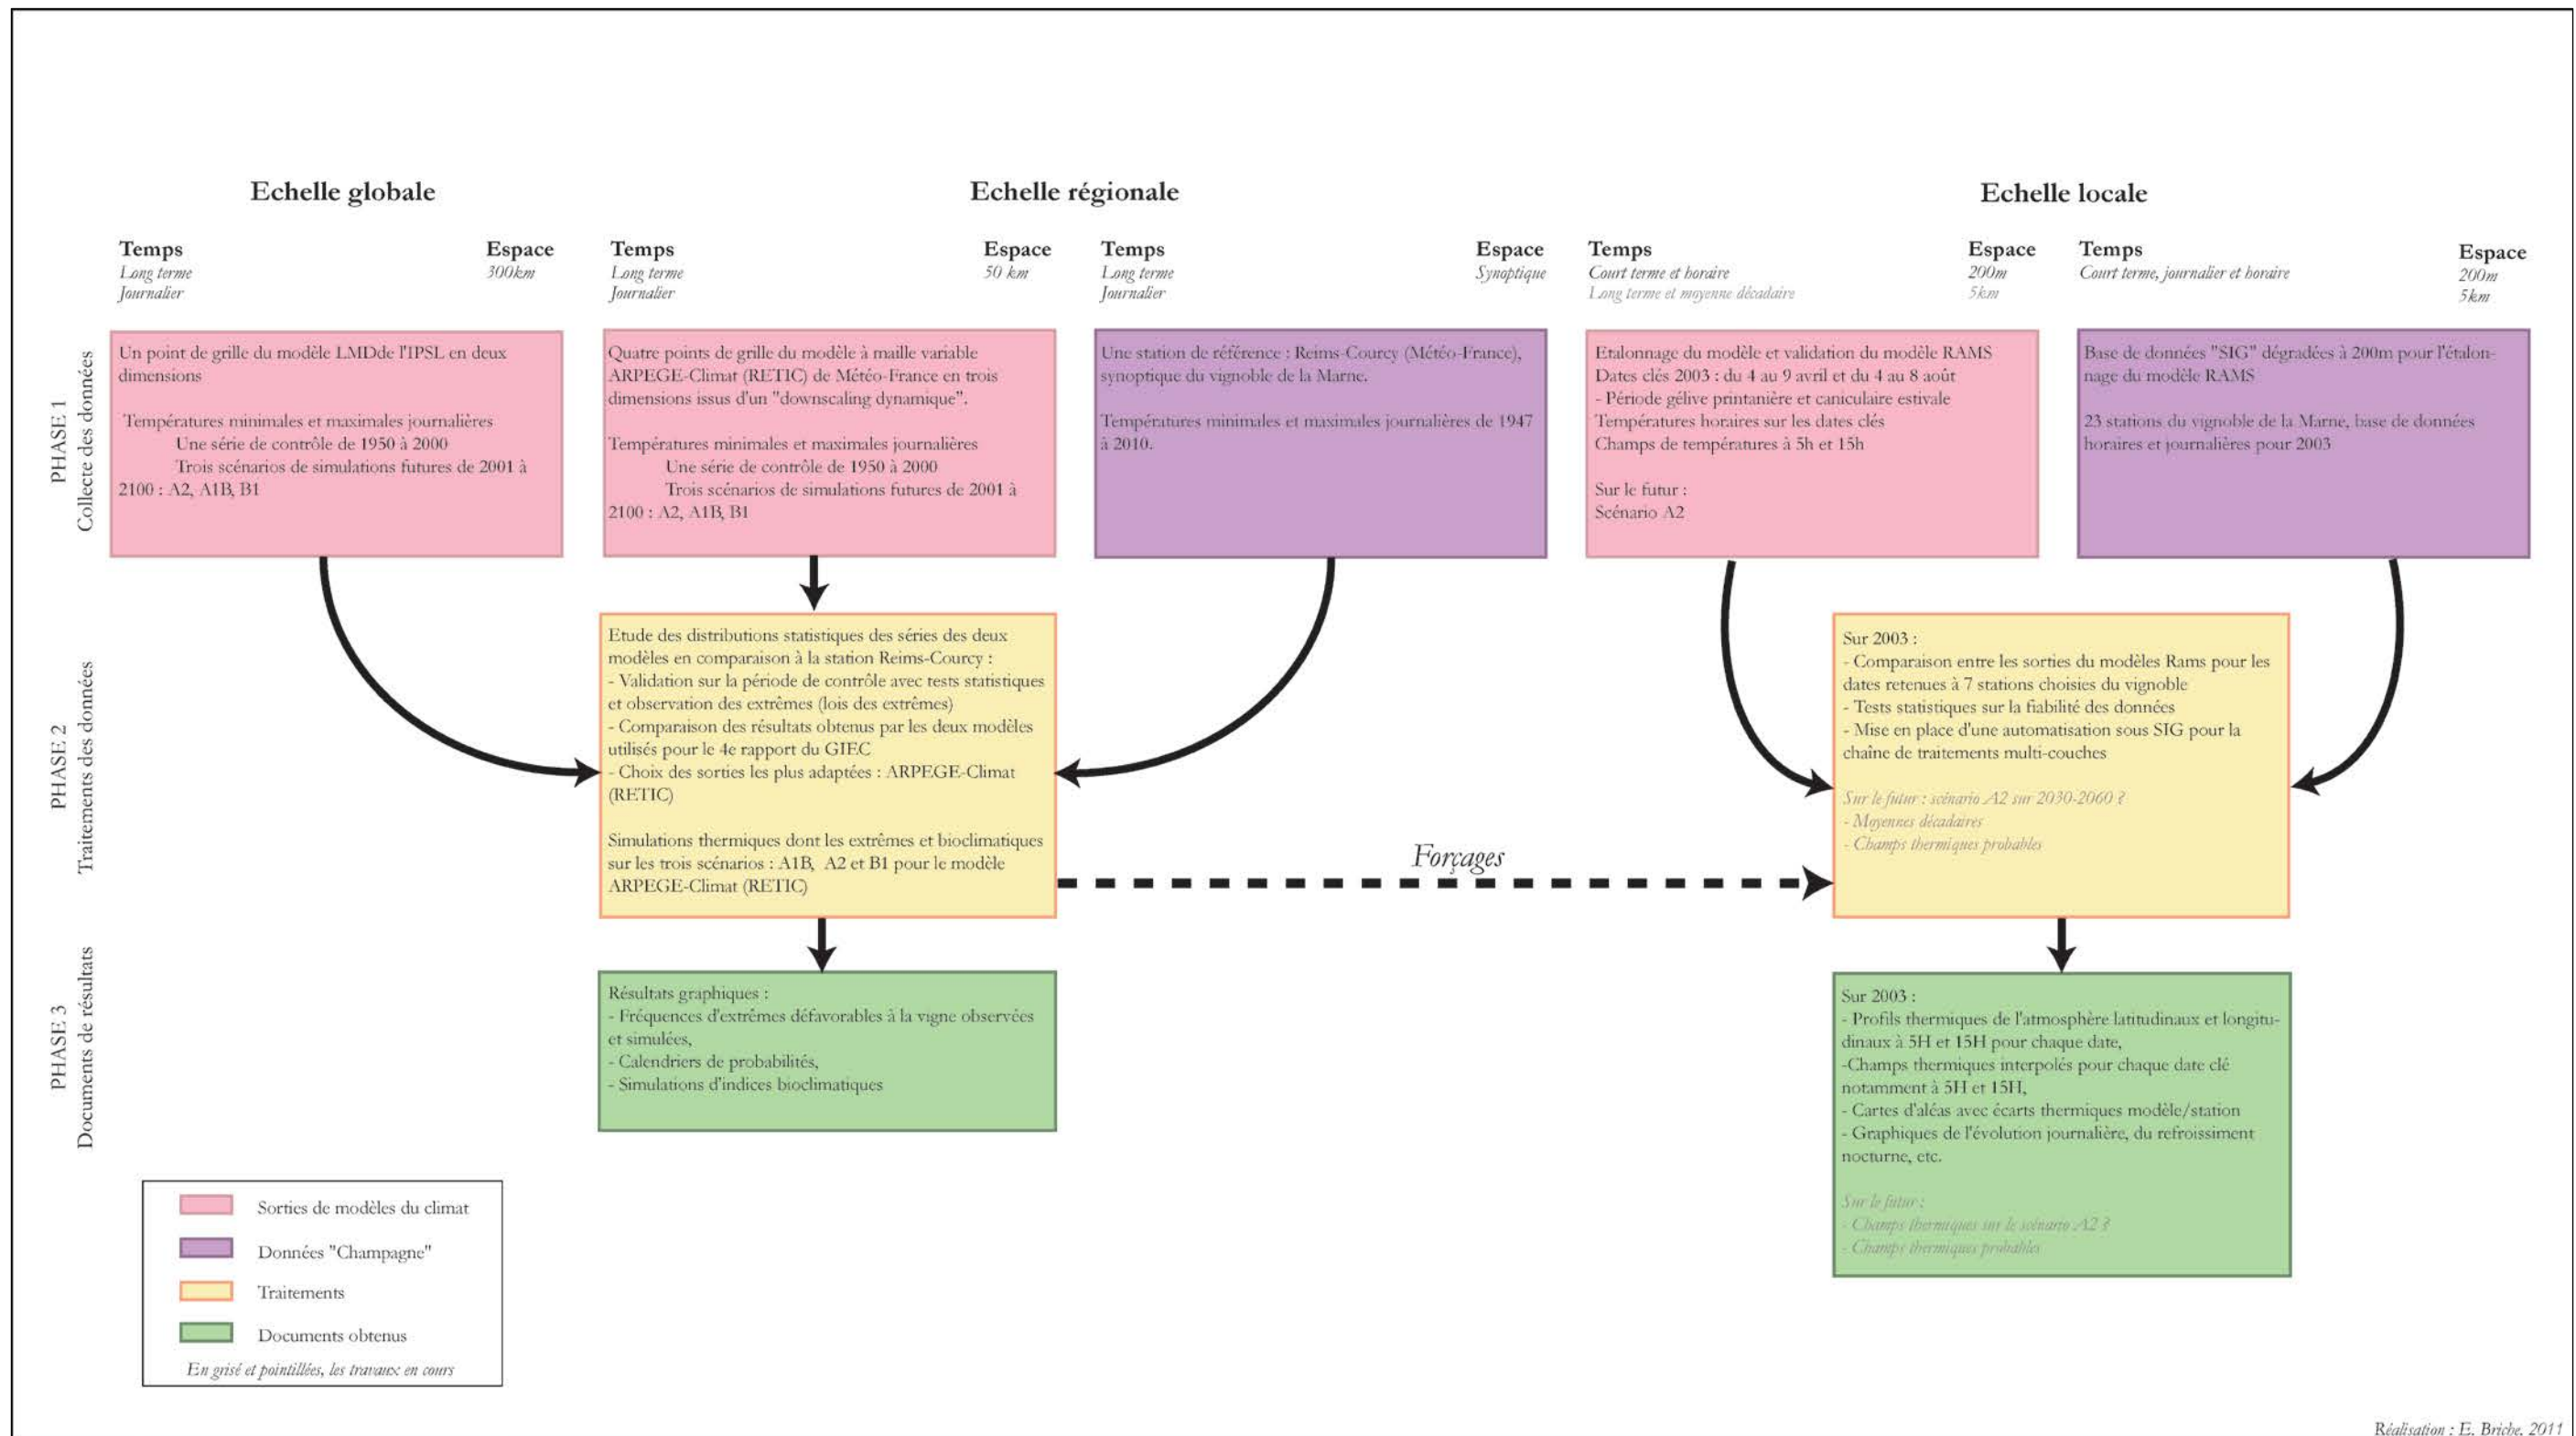 Echelle globale
Echelle régionale
Echelle locale
Temps
Long terme
Journalier
Espace
300km
Temps
Long terme
Journalier
Espace
50 km
Temps
Long terme
Journalier
Espace
Synoptique
Temps
Court terme et horaire
Long terme et moyenne décadaire
Espace
200m
5km
Temps
Court terme, journalier et horaire
Espace
200m
5km
PHASE 1
Collecte des données
Un point de grille du modèle LMDde l'IPSL en deux
dimensions
Températures minimales et maximales journalières
Une série de contrôle de 1950 à 2000
Trois scénarios de simulations futures de 2001 à
2100 : A2, A1B, B1
Quatre points de grille du modèle à maille variable
ARPEGE-Climat (RETIC) de Météo-France en trois
dimensions issus d'un "downscaling dynamique".
Températures minimales et maximales journalières
Une série de contrôle de 1950 à 2000
Trois scénarios de simulations futures de 2001 à
2100 : A2, A1B, B1
Une station de référence : Reims-Courcy (Météo-France),
synoptique du vignoble de la Marne.
Températures minimales et maximales journalières de 1947
à 2010.
Etalonnage du modèle et validation du modèle RAMS
Dates clés 2003 : du 4 au 9 avril et du 4 au 8 août
- Période gélive printanière et caniculaire estivale
Températures horaires sur les dates clés
Champs de températures à 5h et 15h
Sur le futur :
Scénario A2
Base de données "SIG" dégradées à 200m pour l'étalon-
nage du modèle RAMS
23 stations du vignoble de la Marne, base de données
horaires et journalières pour 2003
PHASE 2
Traitements des données
Etude des distributions statistiques des séries des deux
modèles en comparaison à la station Reims-Courcy :
- Validation sur la période de contrôle avec tests statistiques
et observation des extrêmes (lois des extrêmes)
- Comparaison des résultats obtenus par les deux modèles
utilisés pour le 4e rapport du GIEC
- Choix des sorties les plus adaptées : ARPEGE-Climat
(RETIC)
Simulations thermiques dont les extrêmes et bioclimatiques
sur les trois scénarios : A1B, A2 et B1 pour le modèle
ARPEGE-Climat (RETIC)
Forçages
Sur 2003 :
- Comparaison entre les sorties du modèles Rams pour les
dates retenues à 7 stations choisies du vignoble
- Tests statistiques sur la fiabilité des données
- Mise en place d'une automatisation sous SIG pour la
chaîne de traitements multi-couches
Sur le futur : scénario A2 sur 2030-2060 ?
- Moyennes décadaires
- Champs thermiques probables
PHASE 3
Documents de résultats
Résultats graphiques :
- Fréquences d'extrêmes défavorables à la vigne observées
et simulées,
- Calendriers de probabilités,
- Simulations d'indices bioclimatiques
Sur 2003 :
- Profils thermiques de l'atmosphère latitudinaux et longitu-
dinaux à 5H et 15H pour chaque date,
-Champs thermiques interpolés pour chaque date clé
notamment à 5H et 15H,
- Cartes d'aléas avec écarts thermiques modèle/station
- Graphiques de l'évolution journalière, du refroissiment
nocturne, etc.
Sur le futur :
- Champs thermiques sur le scénario A2 ?
- Champs thermiques probables
Sorties de modèles du climat
Données "Champagne"
Traitements
Documents obtenus
En grisé et pointillées, les travaux en cours
Réalisation : E. Briche, 2011